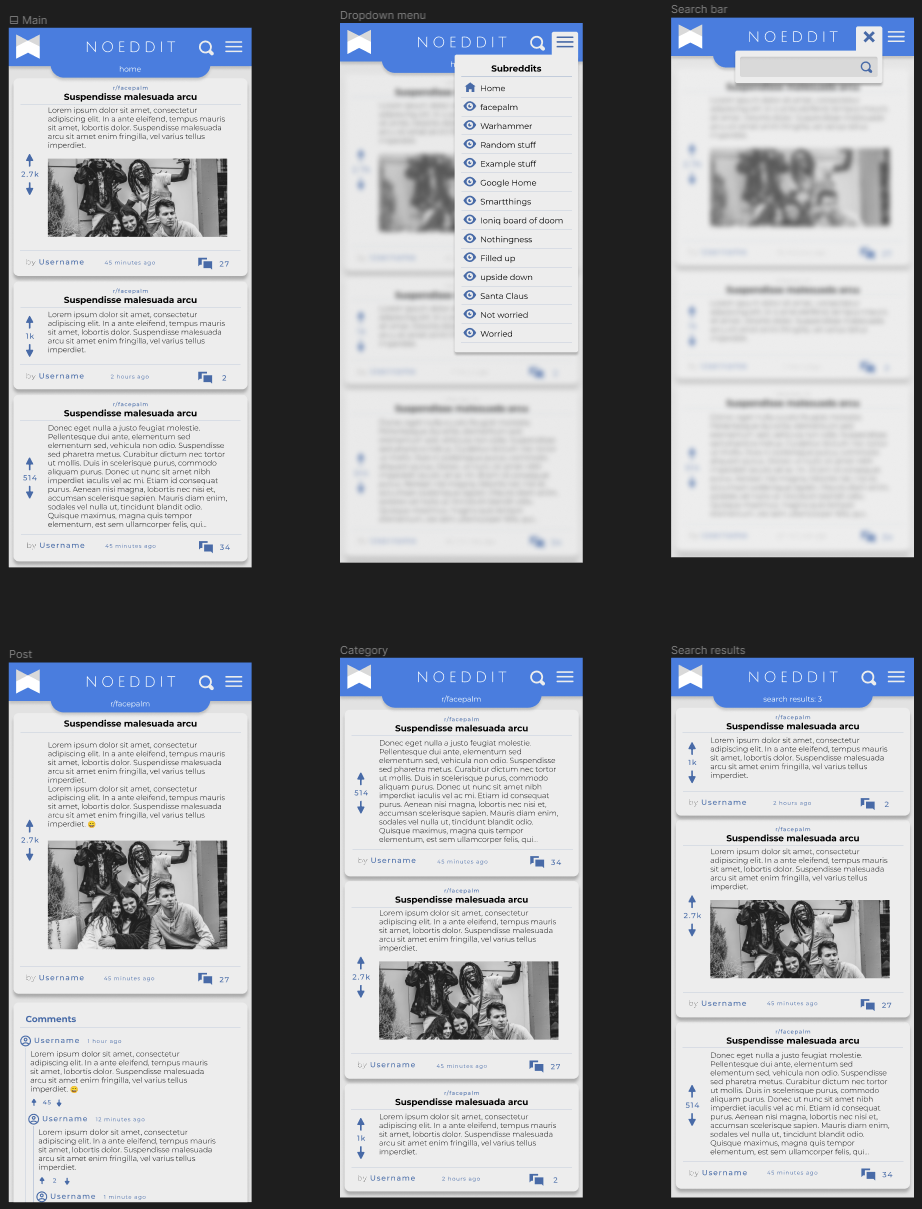 Main
NOEDDIT
home
r/facepalm
Suspendisse malesuada arcu
Lorem ipsum dolor sit amet, consectetur
adipiscing elit. In a ante eleifend, tempus mauris
sit amet, lobortis dolor. Suspendisse malesuada
arcu sit amet enim fringilla, vel varius tellus
imperdiet.
2.7k
by Username 45 minutes ago 27
r/facepalm
Suspendisse malesuada arcu
Lorem ipsum dolor sit amet, consectetur
adipiscing elit. In a ante eleifend, tempus mauris
sit amet, lobortis dolor. Suspendisse malesuada
arcu sit amet enim fringilla, vel varius tellus
imperdiet.
1k
by Username 2 hours ago 2
r/facepalm
Suspendisse malesuada arcu
Donec eget nulla a justo feugiat molestie.
Pellentesque dui ante, elementum sed
elementum sed, vehicula non odio. Suspendisse
sed pharetra metus. Curabitur dictum nec tortor
ut mollis. Duis in scelerisque purus, commodo
aliquam purus. Donec ut nunc sit amet nibh
interdum iaculis vel ac mi. Etiam id consequat
purus. Aenean nisi magna, lobortis nec nisi et,
accumsan scelerisque sapien. Mauris diam enim,
sodales vel nulla ut, tincidunt blandit odio.
Quisque maximus, magna quis tempor
elementum, est sem ullamcorper felis, qui...
514
by Username 45 minutes ago 34
Dropdown menu
NOEDDIT
Subreddits
Home
facepalm
Warhammer
Random stuff
Example stuff
Google Home
Smartthings
Ioniq board of doom
Nothingness
Filled up
upside down
Santa Claus
Not worried
Worried
Search bar
NOEDDIT
Post
NOEDDIT
r/facepalm
Suspendisse malesuada arcu
Lorem ipsum dolor sit amet, consectetur
adipiscing elit. In a ante eleifend, tempus mauris
sit amet, lobortis dolor. Suspendisse malesuada
arcu sit amet enim fringilla, vel varius tellus
imperdiet.
Lorem ipsum dolor sit amet, consectetur
adipiscing elit. In a ante eleifend, tempus mauris
sit amet, lobortis dolor. Suspendisse malesuada
arcu sit amet enim fringilla, vel varius tellus
imperdiet. 😄
2.7k
by Username 45 minutes ago 27
Comments
Username 1 hour ago
Lorem ipsum dolor sit amet, consectetur
adipiscing elit. In a ante eleifend, tempus mauris
sit amet, lobortis dolor. Suspendisse malesuada
arcu sit amet enim fringilla, vel varius tellus
imperdiet. 😄
45
Username 12 minutes ago
Lorem ipsum dolor sit amet, consectetur
adipiscing elit. In a ante eleifend, tempus mauris
sit amet, lobortis dolor. Suspendisse malesuada
arcu sit amet enim fringilla, vel varius tellus
imperdiet.
2
Username 1 minute ago
Category
NOEDDIT
r/facepalm
r/facepalm
Suspendisse malesuada arcu
Donec eget nulla a justo feugiat molestie.
Pellentesque dui ante, elementum sed
elementum sed, vehicula non odio. Suspendisse
sed pharetra metus. Curabitur dictum nec tortor
ut mollis. Duis in scelerisque purus, commodo
aliquam purus. Donec ut nunc sit amet nibh
interdum iaculis vel ac mi. Etiam id consequat
purus. Aenean nisi magna, lobortis nec nisi et,
accumsan scelerisque sapien. Mauris diam enim,
sodales vel nulla ut, tincidunt blandit odio.
Quisque maximus, magna quis tempor
elementum, est sem ullamcorper felis, qui...
514
by Username 45 minutes ago 34
r/facepalm
Suspendisse malesuada arcu
Lorem ipsum dolor sit amet, consectetur
adipiscing elit. In a ante eleifend, tempus mauris
sit amet, lobortis dolor. Suspendisse malesuada
arcu sit amet enim fringilla, vel varius tellus
imperdiet.
2.7k
by Username 45 minutes ago 27
r/facepalm
Suspendisse malesuada arcu
Lorem ipsum dolor sit amet, consectetur
adipiscing elit. In a ante eleifend, tempus mauris
sit amet, lobortis dolor. Suspendisse malesuada
arcu sit amet enim fringilla, vel varius tellus
imperdiet.
1k
by Username 2 hours ago 2
Search results
NOEDDIT
search results: 3
r/facepalm
Suspendisse malesuada arcu
Lorem ipsum dolor sit amet, consectetur
adipiscing elit. In a ante eleifend, tempus mauris
sit amet, lobortis dolor. Suspendisse malesuada
arcu sit amet enim fringilla, vel varius tellus
imperdiet.
1k
by Username 2 hours ago 2
r/facepalm
Suspendisse malesuada arcu
Lorem ipsum dolor sit amet, consectetur
adipiscing elit. In a ante eleifend, tempus mauris
sit amet, lobortis dolor. Suspendisse malesuada
arcu sit amet enim fringilla, vel varius tellus
imperdiet.
2.7k
by Username 45 minutes ago 27
r/facepalm
Suspendisse malesuada arcu
Donec eget nulla a justo feugiat molestie.
Pellentesque dui ante, elementum sed
elementum sed, vehicula non odio. Suspendisse
sed pharetra metus. Curabitur dictum nec tortor
ut mollis. Duis in scelerisque purus, commodo
aliquam purus. Donec ut nunc sit amet nibh
interdum iaculis vel ac mi. Etiam id consequat
purus. Aenean nisi magna, lobortis nec nisi et,
accumsan scelerisque sapien. Mauris diam enim,
sodales vel nulla ut, tincidunt blandit odio.
Quisque maximus, magna quis tempor
elementum, est sem ullamcorper felis, qui...
514
by Username 45 minutes ago 34